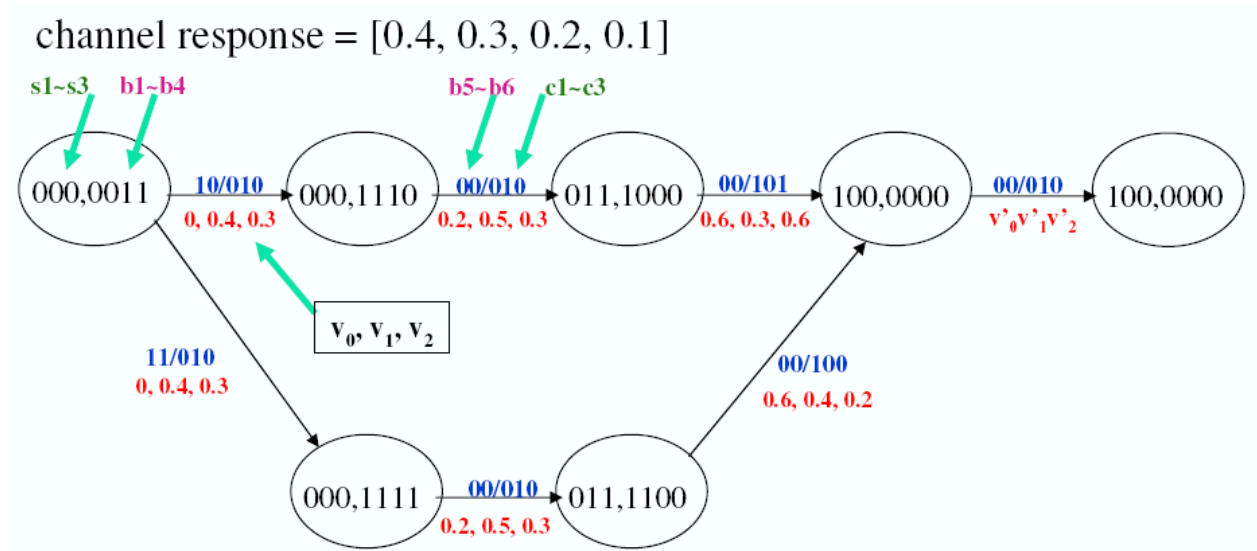 channel response = [0.4, 0.3, 0.2, 0.1]
s1~s3 b1~b4 b5~b6 c1~c3
000,0011 10/010 000,1110 00/010 011,1000 00/101 100,0000 00/010 100,0000
0, 0.4, 0.3 0.2, 0.5, 0.3 0.6, 0.3, 0.6 v'0v'1v'2
v0, v1, v2
11/010 00/100
0, 0.4, 0.3 0.6, 0.4, 0.2
000,1111 00/010 011,1100
0.2, 0.5, 0.3